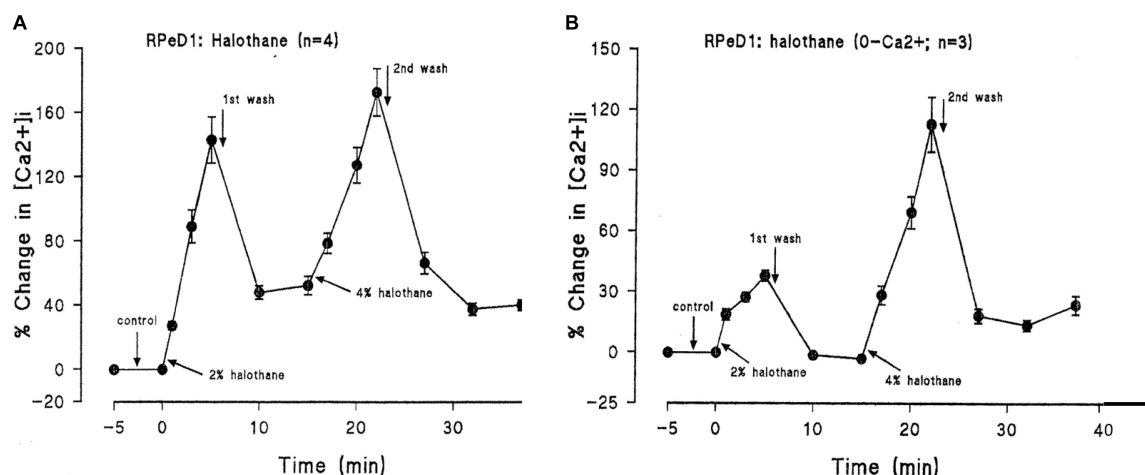 A
RPeD1: Halothane (n=4)
% Change in [Ca2+]i
200
160
120
80
40
0
-20
1st wash
2nd wash
control
2% halothane
4% halothane
-5 0 10 20 30
Time (min)
B
RPeD1: halothane (0-Ca2+; n=3)
% Change in [Ca2+]i
150
120
90
60
30
0
-25
2nd wash
1st wash
control
2% halothane
4% halothane
-5 0 10 20 30 40
Time (min)